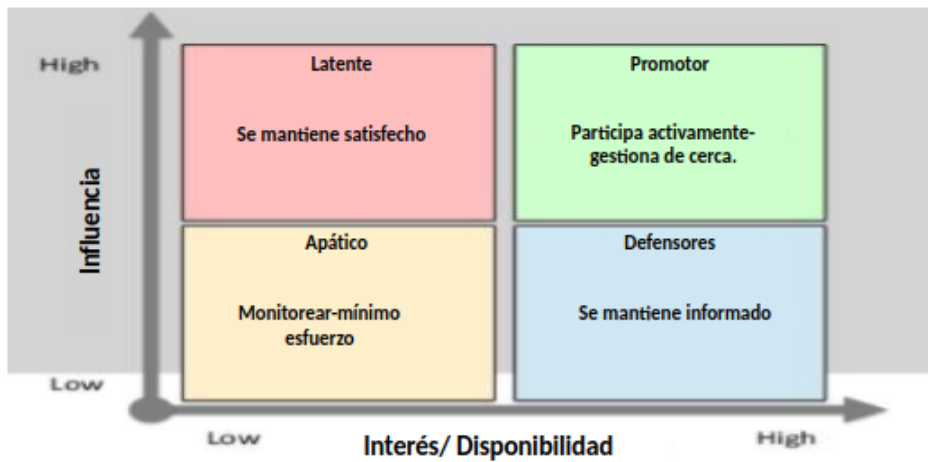 High
Latente
Promotor
Se mantiene satisfecho
Participa activamente-
gestiona de cerca.
Influencia
Apático
Defensores
Monitorear-mínimo
esfuerzo
Se mantiene informado
Low
Low
Interés/ Disponibilidad
High